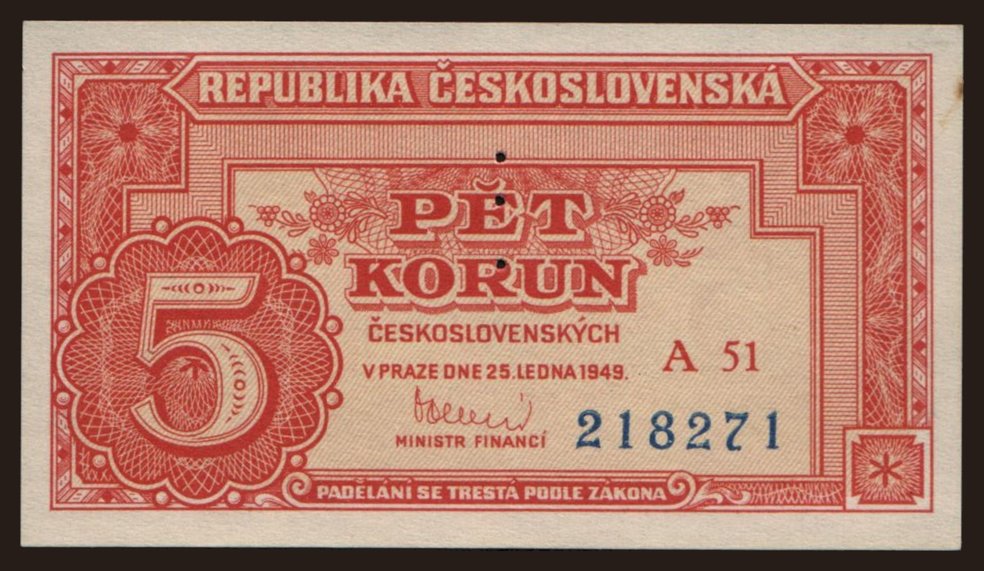 REPUBLIKA ČESKOSLOVENSKÁ
PĚT
KORUN
ČESKOSLOVENSKÝCH
V PRAZE DNE 25. LEDNA 1949.
A 51
MINISTR FINANCÍ
218271
5
PADĚLÁNÍ SE TRESTÁ PODLE ZÁKONA